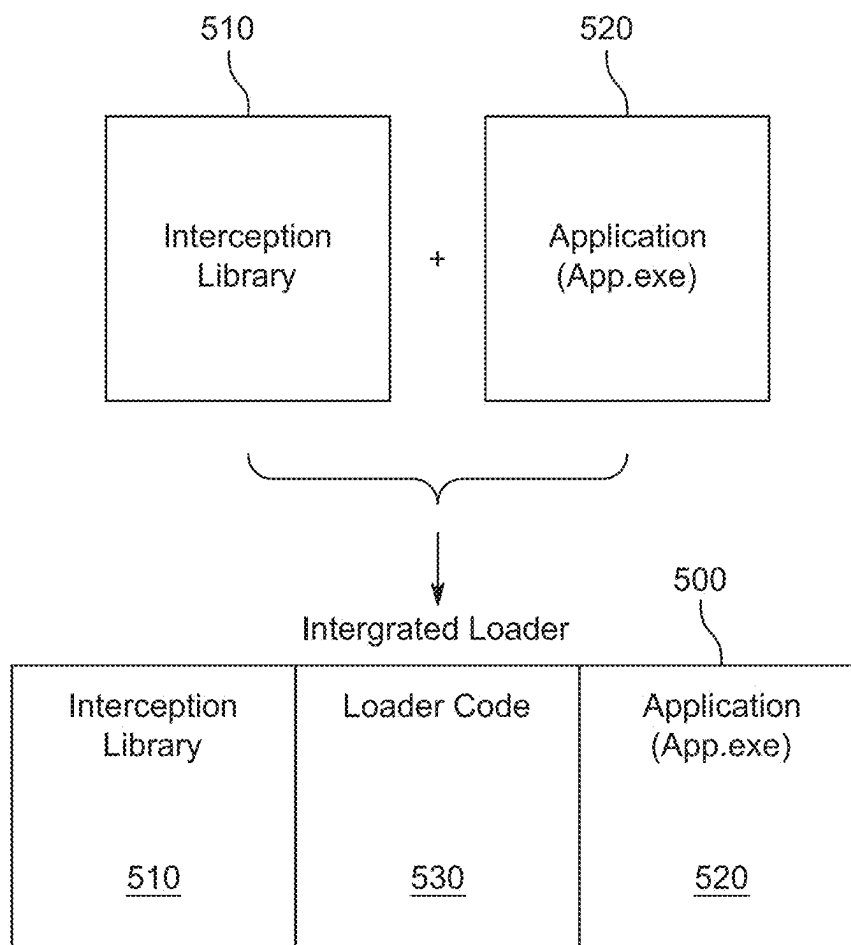 510
520
Interception
Library
+
Application
(App.exe)
500
Intergrated Loader
Interception
Library
Loader Code
Application
(App.exe)
510
530
520